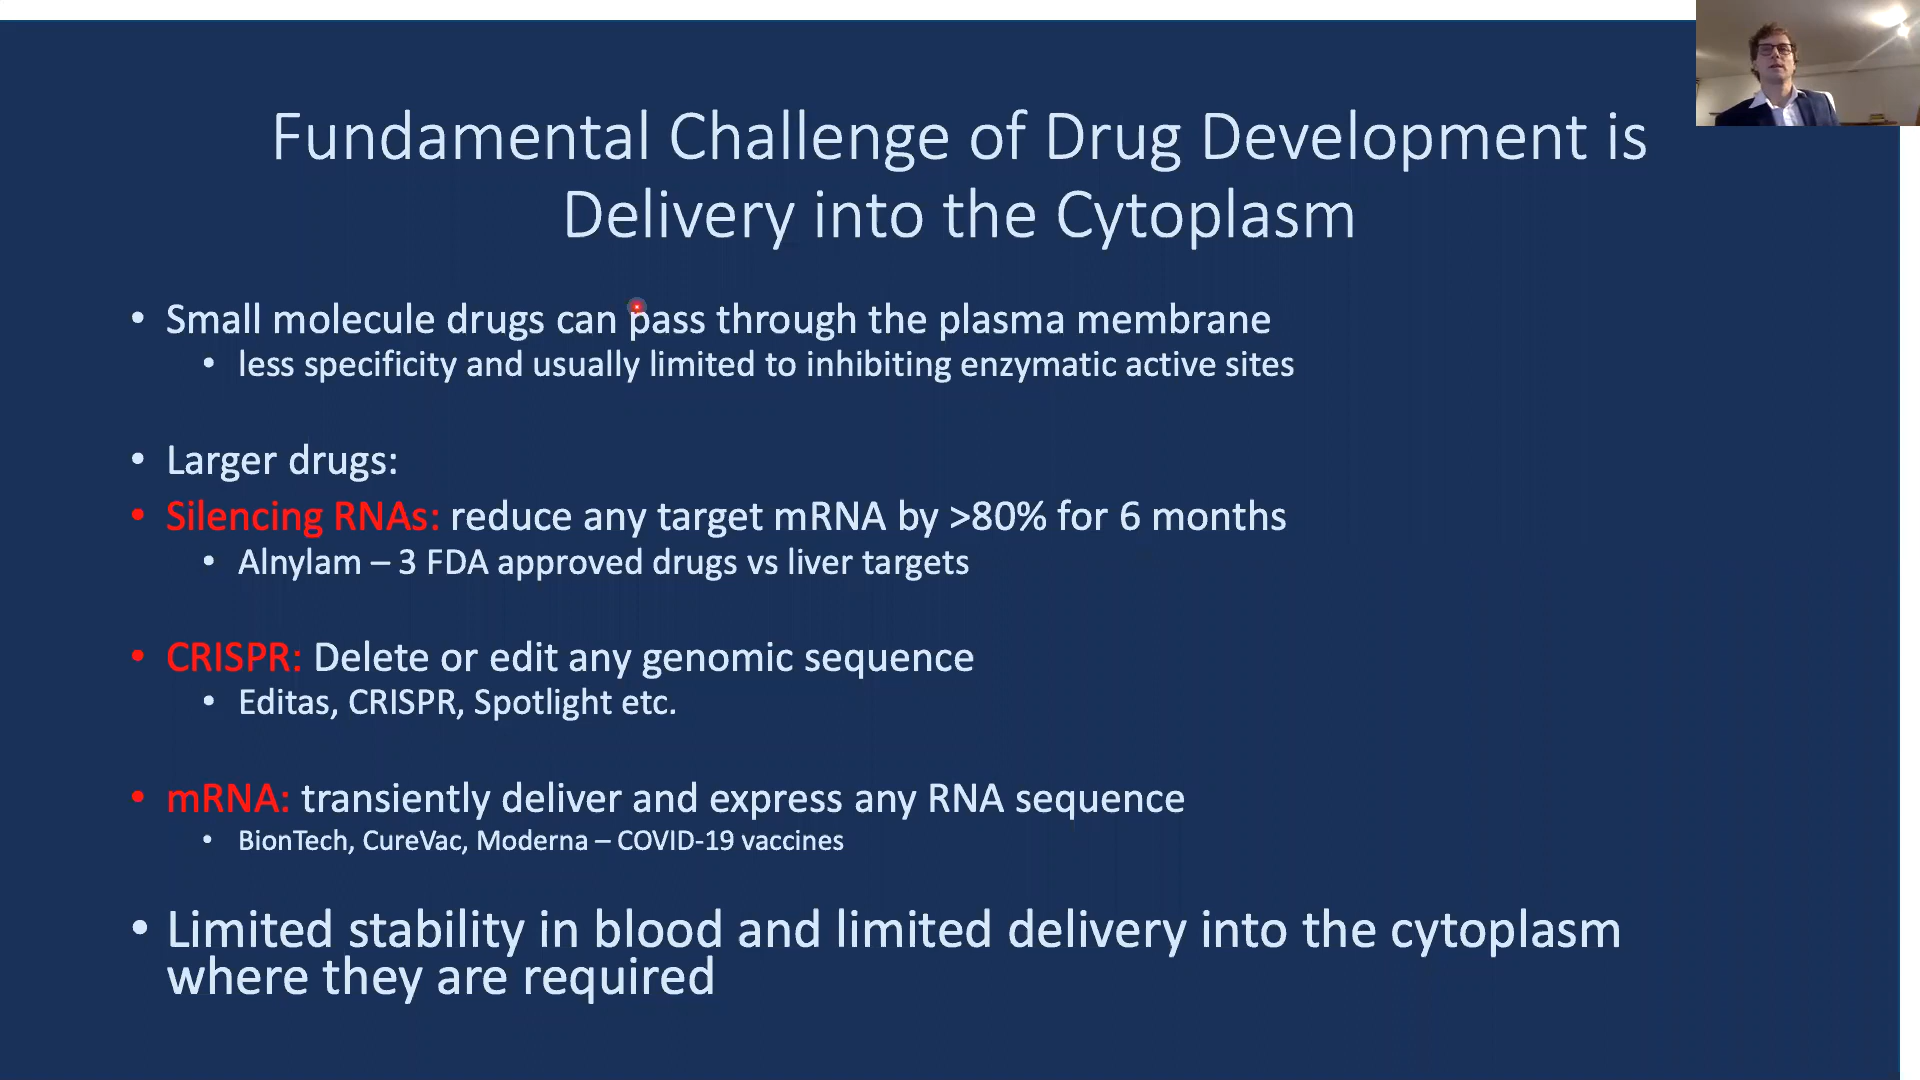 Fundamental Challenge of Drug Development is
Delivery into the Cytoplasm
• Small molecule drugs can pass through the plasma membrane
• less specificity and usually limited to inhibiting enzymatic active sites
• Larger drugs:
• Silencing RNAs: reduce any target mRNA by >80% for 6 months
• Alnylam – 3 FDA approved drugs vs liver targets
• CRISPR: Delete or edit any genomic sequence
• Editas, CRISPR, Spotlight etc.
• mRNA: transiently deliver and express any RNA sequence
• BionTech, CureVac, Moderna – COVID-19 vaccines
• Limited stability in blood and limited delivery into the cytoplasm
where they are required